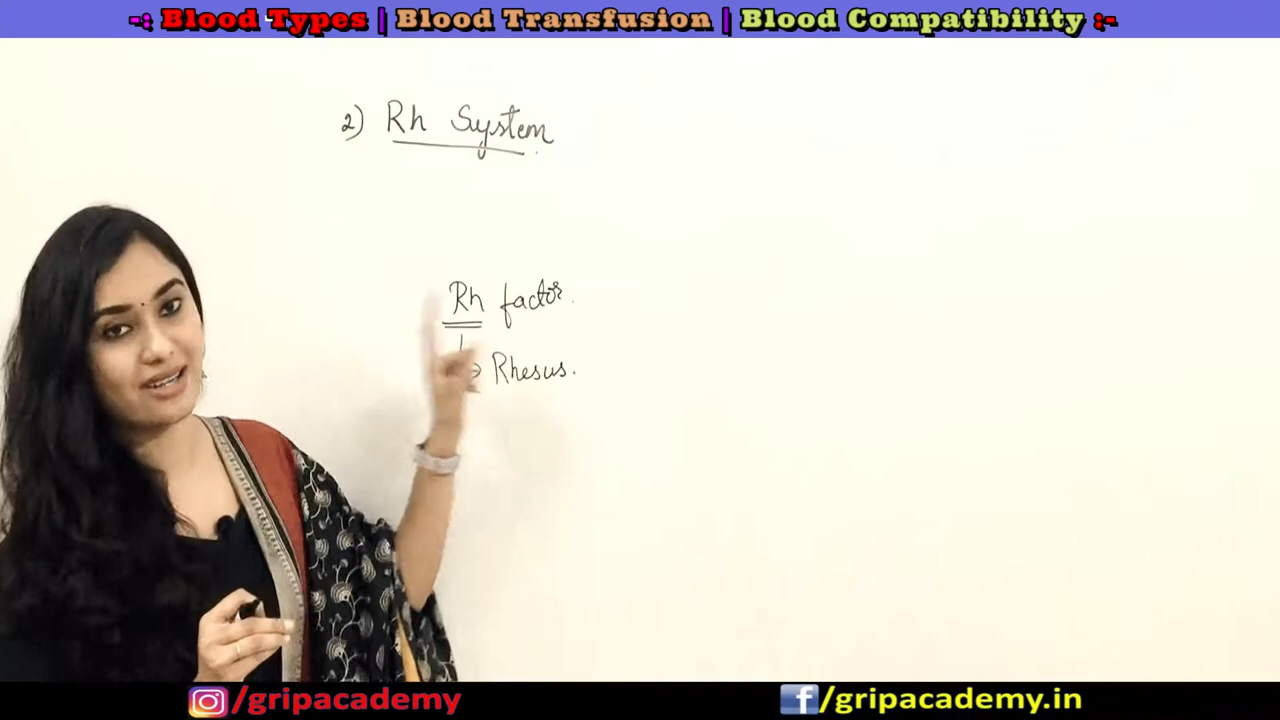 -: Blood Types | Blood Transfusion | Blood Compatibility :-
2) Rh System
Rh factor.
Rhesus.
/gripacademy
f/gripacademy.in